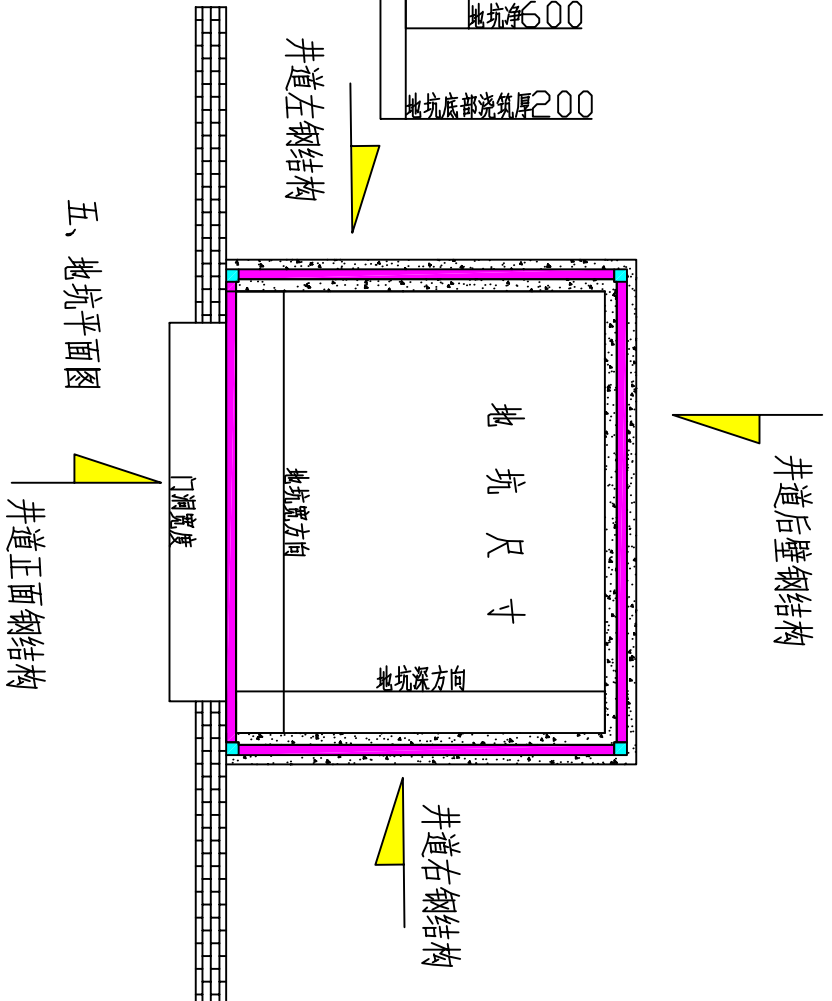 地坑净600
地坑底部浇筑厚200
井道左钢结构
五、地坑平面图
井道后壁钢结构
地坑尺寸
地坑宽方向
门洞宽度
井道正面钢结构
地坑深方向
井道右钢结构